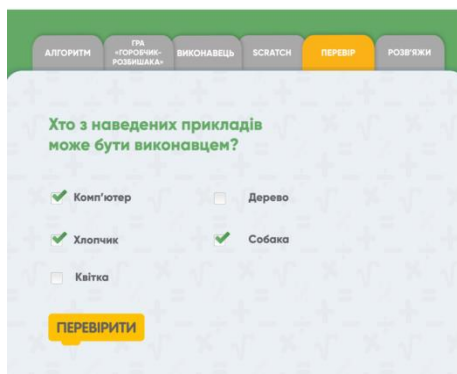 АЛГОРИТМ
ГРА
«ГОРОБЧИК-
РОЗБИШАКА»
ВИКОНАВЕЦЬ
SCRATCH
ПЕРЕВІР
РОЗВ'ЯЖИ
Хто з наведених прикладів
може бути виконавцем?
Комп'ютер
Дерево
Хлопчик
Собака
Квітка
ПЕРЕВІРИТИ